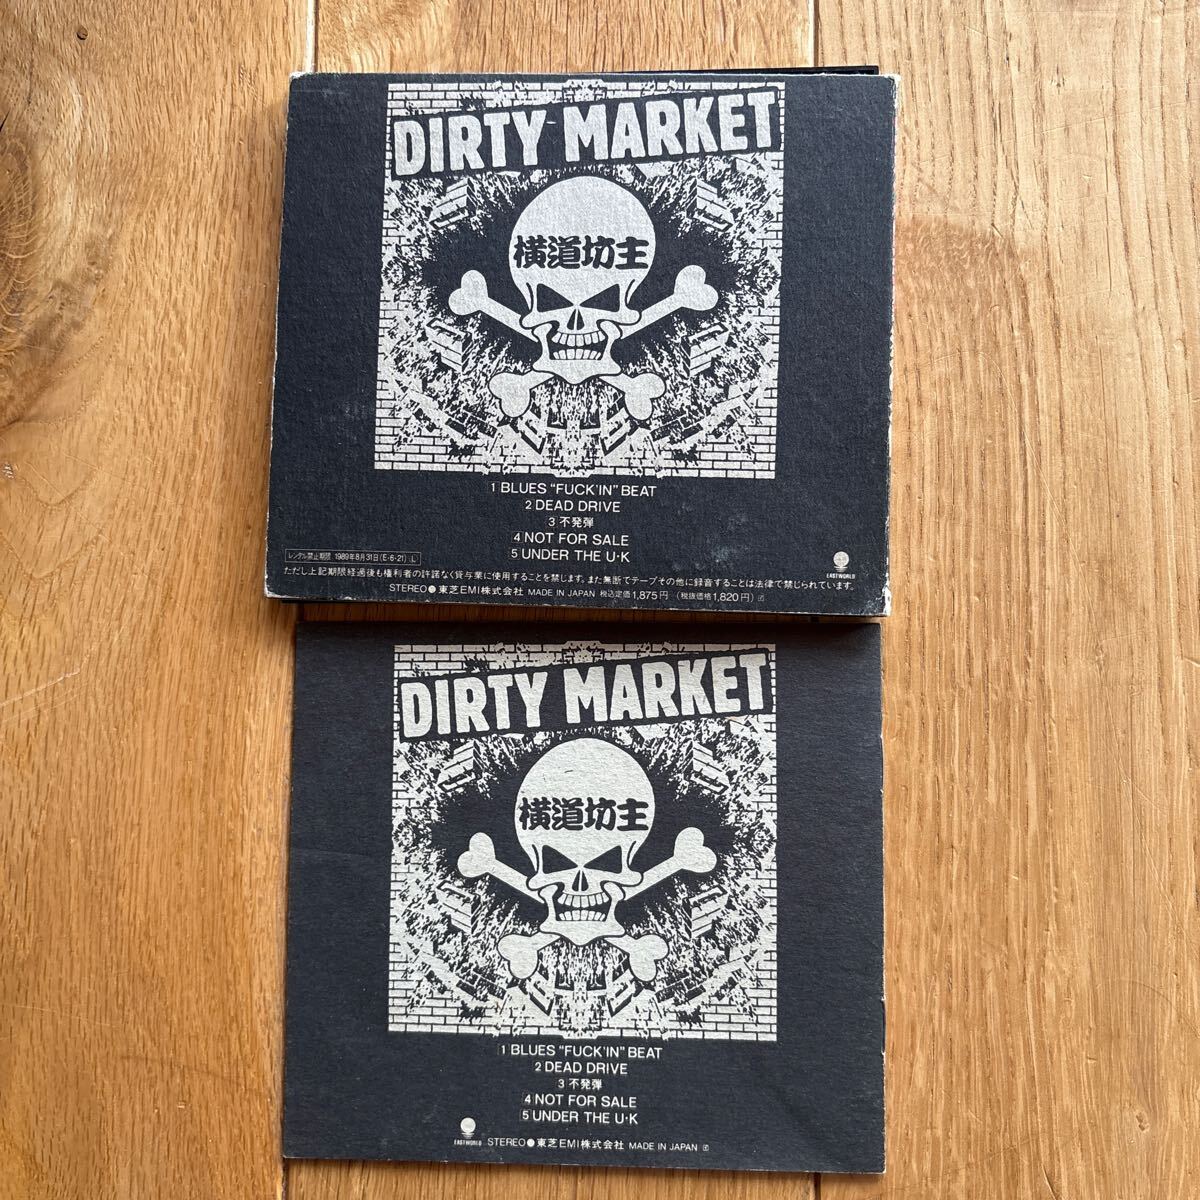 DIRTY MARKET
横道坊主
1 BLUES “FUCK'IN” BEAT
2 DEAD DRIVE
3 不発弾
4 NOT FOR SALE
5 UNDER THE U・K
レンタル禁止期限 1989年8月31日(E・6・21) L
EASTWORLD
ただし上記期限経過後も権利者の許諾なく貸与業に使用することを禁じます。また無断でテープその他に録音することは法律で禁じられています。
STEREO● 東芝EMI株式会社 MADE IN JAPAN 税込定価1,875円 (税抜価格1,820円)
DIRTY MARKET
横道坊主
1 BLUES “FUCK'IN” BEAT
2 DEAD DRIVE
3 不発弾
4 NOT FOR SALE
5 UNDER THE U・K
EASTWORLD STEREO● 東芝EMI株式会社 MADE IN JAPAN